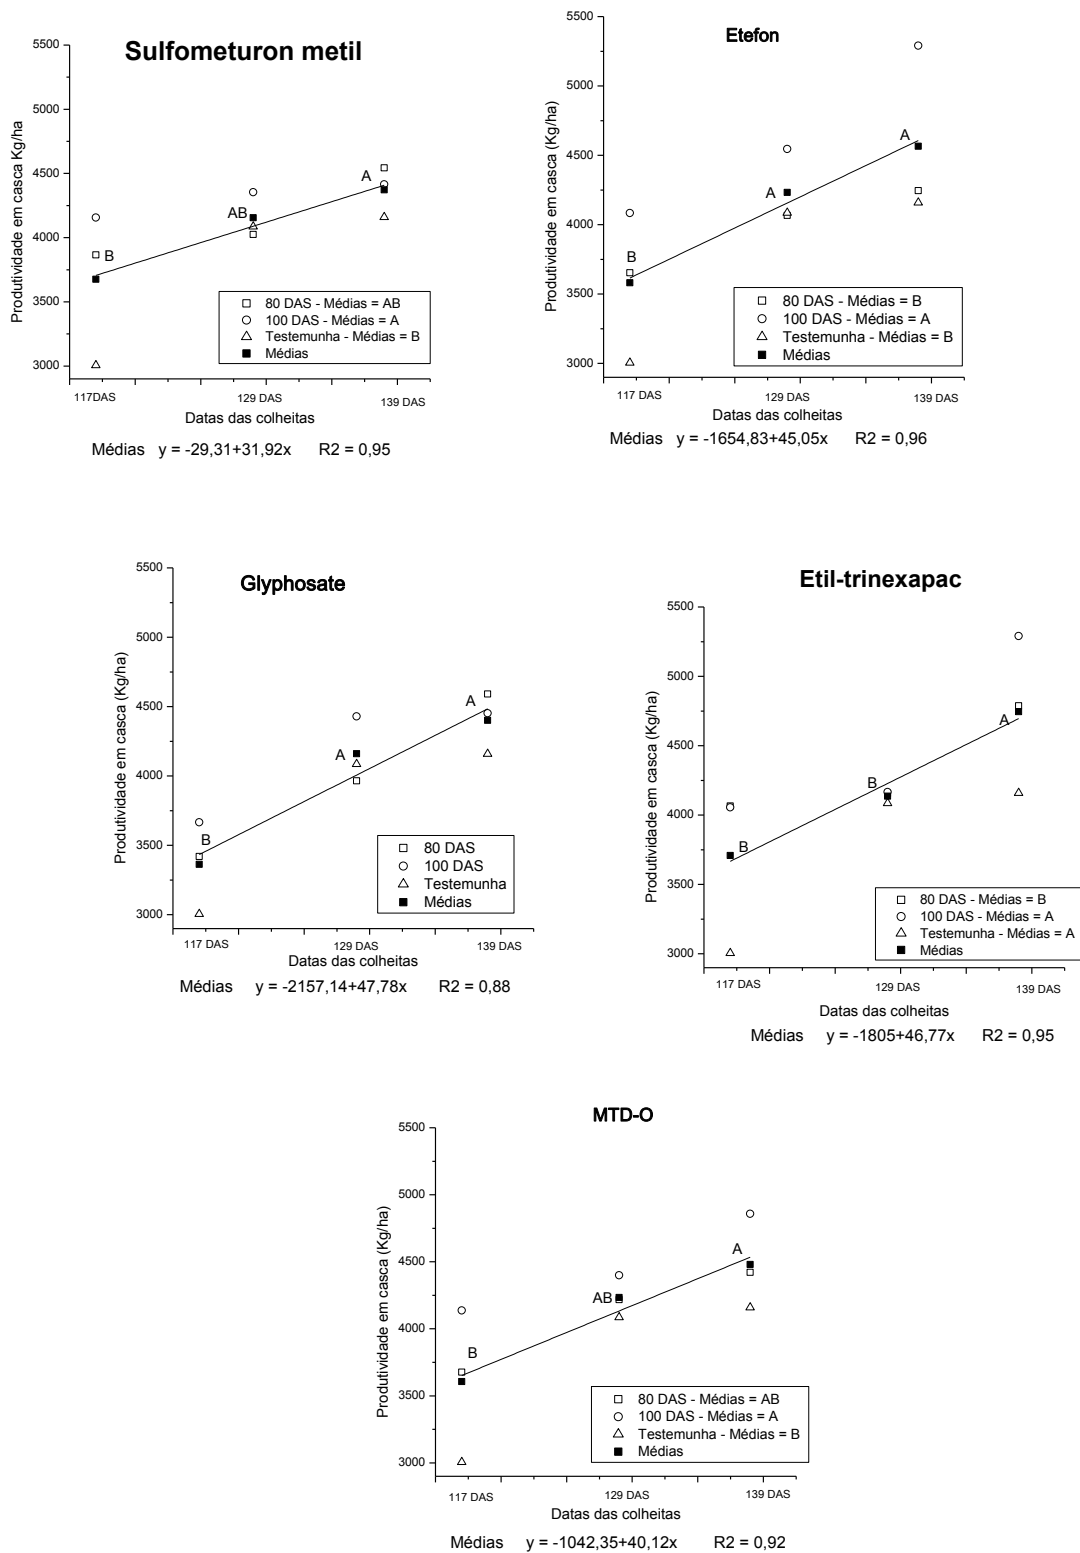 Sulfometuron metil
Produtividade em casca Kg/ha
5500
5000
4500
4000
3500
3000
B
AB
A
80 DAS - Médias = AB
100 DAS - Médias = A
Testemunha - Médias = B
Médias
117DAS
129 DAS
139 DAS
Datas das colheitas
Médias y = -29,31+31,92x R2 = 0,95
Etefon
Produtividade em casca (Kg/ha)
5500
5000
4500
4000
3500
3000
B
A
A
80 DAS - Médias = B
100 DAS - Médias = A
Testemunha - Médias = B
Médias
117 DAS
129 DAS
139 DAS
Datas das colheitas
Médias y = -1654,83+45,05x R2 = 0,96
Glyphosate
Produtividade em casca (Kg/ha)
5500
5000
4500
4000
3500
3000
B
A
A
80 DAS
100 DAS
Testemunha
Médias
117 DAS
129 DAS
139 DAS
Datas das colheitas
Médias y = -2157,14+47,78x R2 = 0,88
Etil-trinexapac
Produtividade em casca (Kg/ha)
5500
5000
4500
4000
3500
3000
B
B
A
80 DAS - Médias = B
100 DAS - Médias = A
Testemunha - Médias = A
Médias
117 DAS
129 DAS
139 DAS
Datas das colheitas
Médias y = -1805+46,77x R2 = 0,95
MTD-O
Produtividade em casca (Kg/ha)
5500
5000
4500
4000
3500
3000
B
AB
A
80 DAS - Médias = AB
100 DAS - Médias = A
Testemunha - Médias = B
Médias
117 DAS
129 DAS
139 DAS
Datas das colheitas
Médias y = -1042,35+40,12x R2 = 0,92